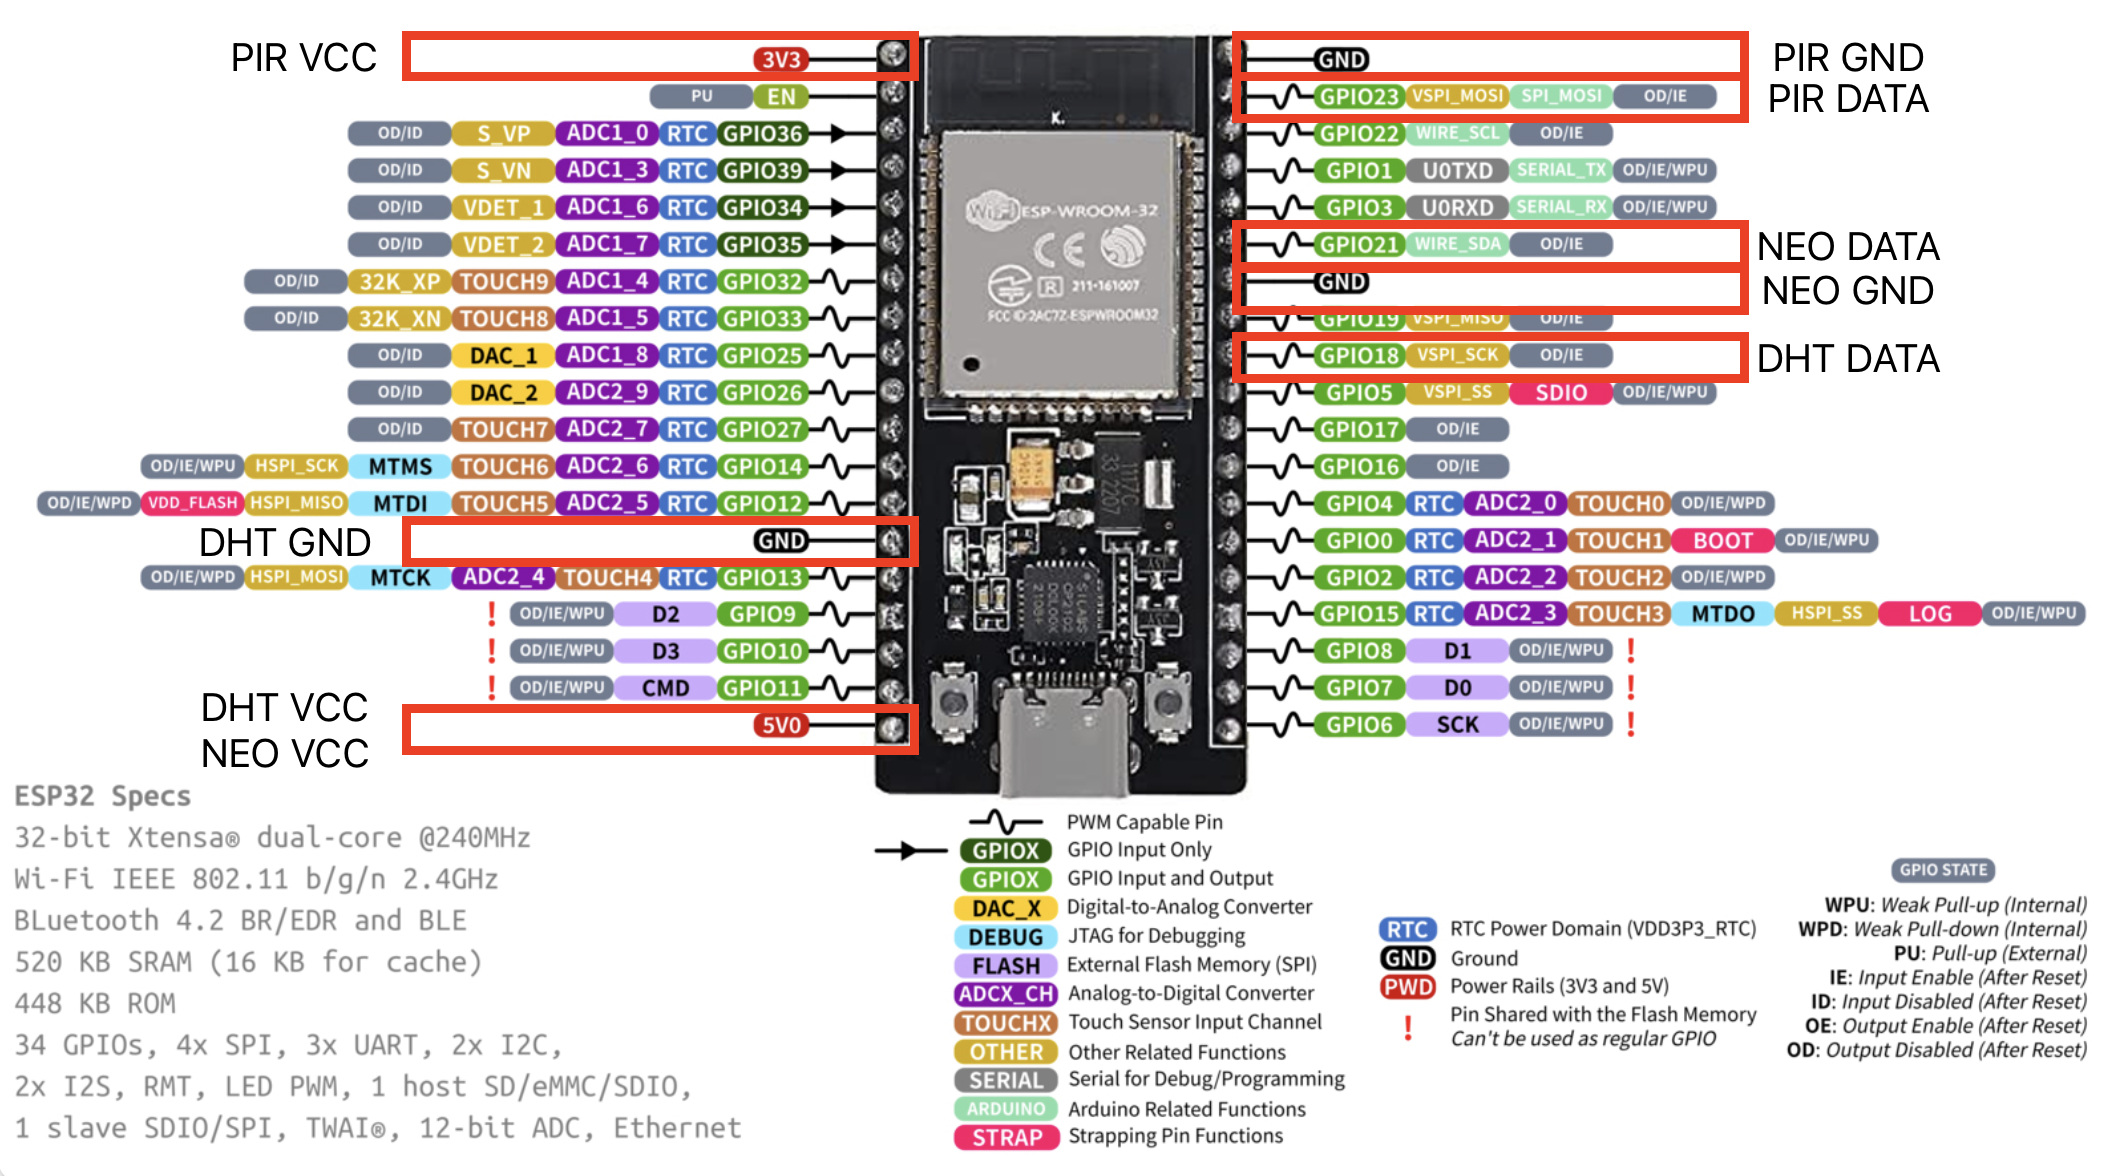 PIR VCC 3V3
PU EN
OD/ID S_VP ADC1_0 RTC GPIO36
OD/ID S_VN ADC1_3 RTC GPIO39
OD/ID VDET_1 ADC1_6 RTC GPIO34
OD/ID VDET_2 ADC1_7 RTC GPIO35
OD/ID 32K_XP TOUCH9 ADC1_4 RTC GPIO32
OD/ID 32K_XN TOUCH8 ADC1_5 RTC GPIO33
OD/ID DAC_1 ADC1_8 RTC GPIO25
OD/ID DAC_2 ADC2_9 RTC GPIO26
OD/ID TOUCH7 ADC2_7 RTC GPIO27
OD/IE/WPU HSPI_SCK MTMS TOUCH6 ADC2_6 RTC GPIO14
OD/IE/WPD VDD_FLASH HSPI_MISO MTDI TOUCH5 ADC2_5 RTC GPIO12
DHT GND GND
OD/IE/WPD HSPI_MOSI MTCK ADC2_4 TOUCH4 RTC GPIO13
! OD/IE/WPU D2 GPIO9
! OD/IE/WPU D3 GPIO10
! OD/IE/WPU CMD GPIO11
DHT VCC
NEO VCC
5V0
K.
WiFi ESP-WROOM-32
CE
R 211-161007
FCC ID:2AC7Z-ESPWROOM32
GND PIR GND
GPIO23 VSPI_MOSI SPI_MOSI OD/IE PIR DATA
GPIO22 WIRE_SCL OD/IE
GPIO1 U0TXD SERIAL_TX OD/IE/WPU
GPIO3 U0RXD SERIAL_RX OD/IE/WPU
GPIO21 WIRE_SDA OD/IE NEO DATA
GND NEO GND
GPIO19 VSPI_MISO OD/IE
GPIO18 VSPI_SCK OD/IE DHT DATA
GPIO5 VSPI_SS SDIO OD/IE/WPU
GPIO17 OD/IE
GPIO16 OD/IE
GPIO4 RTC ADC2_0 TOUCH0 OD/IE/WPD
GPIO0 RTC ADC2_1 TOUCH1 BOOT OD/IE/WPU
GPIO2 RTC ADC2_2 TOUCH2 OD/IE/WPD
GPIO15 RTC ADC2_3 TOUCH3 MTDO HSPI_SS LOG OD/IE/WPU
GPIO8 D1 OD/IE/WPU !
GPIO7 D0 OD/IE/WPU !
GPIO6 SCK OD/IE/WPU !
ESP32 Specs
32-bit Xtensa® dual-core @240MHz
Wi-Fi IEEE 802.11 b/g/n 2.4GHz
BLuetooth 4.2 BR/EDR and BLE
520 KB SRAM (16 KB for cache)
448 KB ROM
34 GPIOs, 4x SPI, 3x UART, 2x I2C,
2x I2S, RMT, LED PWM, 1 host SD/eMMC/SDIO,
1 slave SDIO/SPI, TWAI®, 12-bit ADC, Ethernet
PWM Capable Pin
GPIOX GPIO Input Only
GPIOX GPIO Input and Output
DAC_X Digital-to-Analog Converter
DEBUG JTAG for Debugging
FLASH External Flash Memory (SPI)
ADCX_CH Analog-to-Digital Converter
TOUCHX Touch Sensor Input Channel
OTHER Other Related Functions
SERIAL Serial for Debug/Programming
ARDUINO Arduino Related Functions
STRAP Strapping Pin Functions
RTC RTC Power Domain (VDD3P3_RTC)
GND Ground
PWD Power Rails (3V3 and 5V)
! Pin Shared with the Flash Memory
Can't be used as regular GPIO
GPIO STATE
WPU: Weak Pull-up (Internal)
WPD: Weak Pull-down (Internal)
PU: Pull-up (External)
IE: Input Enable (After Reset)
ID: Input Disabled (After Reset)
OE: Output Enable (After Reset)
OD: Output Disabled (After Reset)